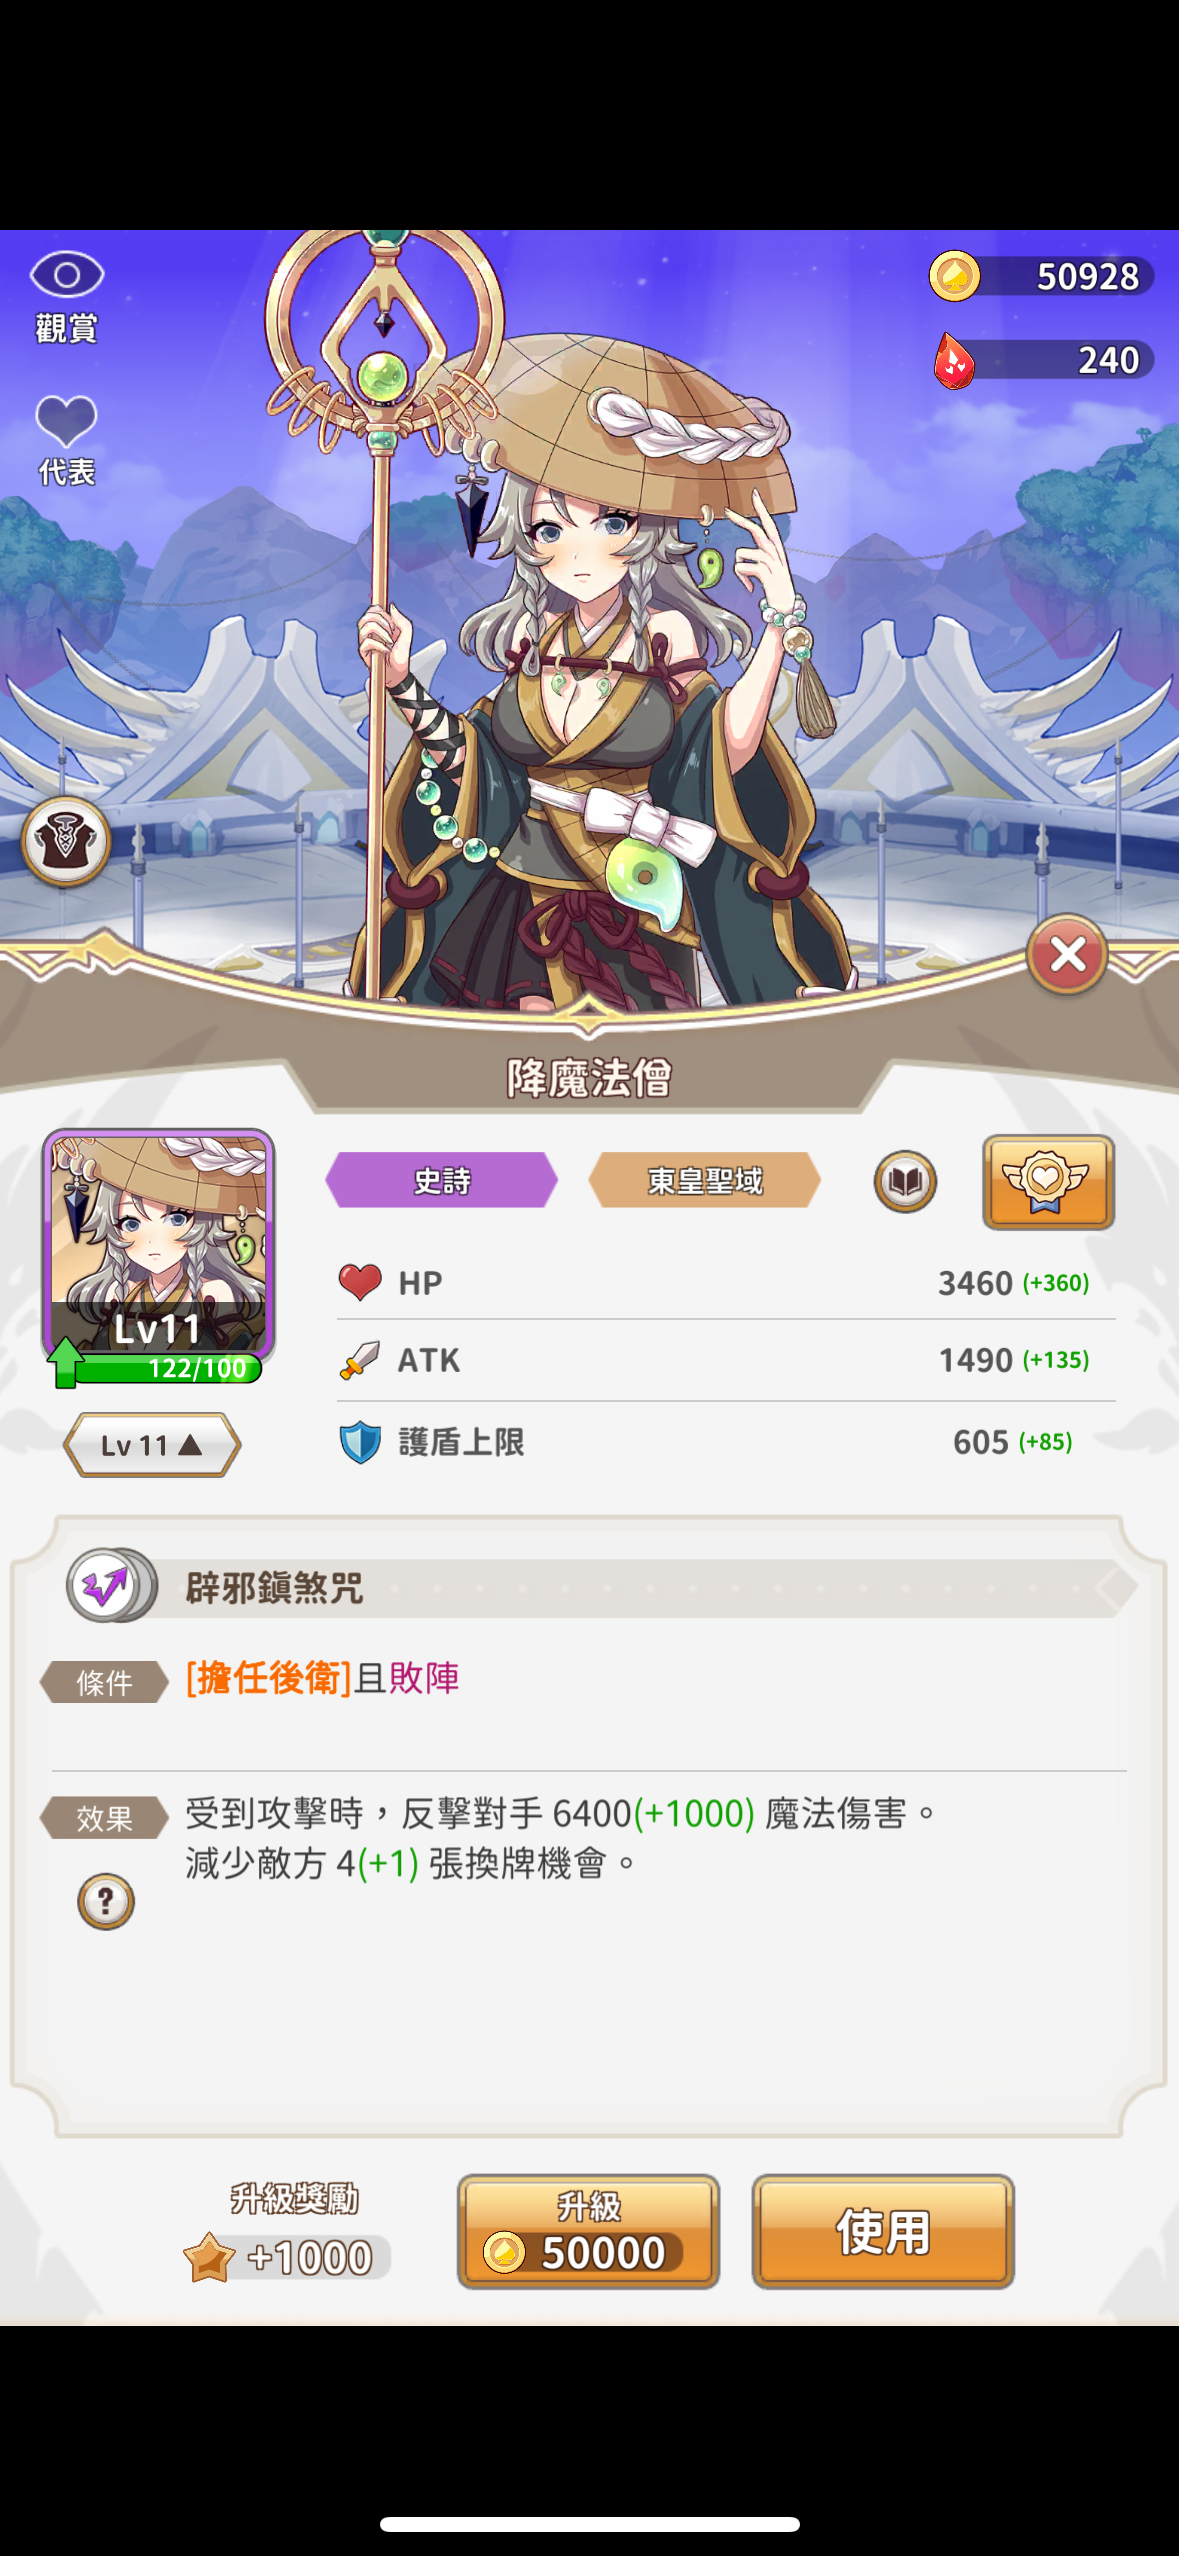 觀賞
50928
代表
240
降魔法僧
史詩
東皇聖域
Lv11
122/100
Lv 11 ▲
HP
3460 (+360)
ATK
1490 (+135)
護盾上限
605 (+85)
辟邪鎮煞咒
條件
[擔任後衛]且敗陣
效果
受到攻擊時，反擊對手 6400(+1000) 魔法傷害。
減少敵方 4(+1) 張換牌機會。
?
升級獎勵
+1000
升級
50000
使用